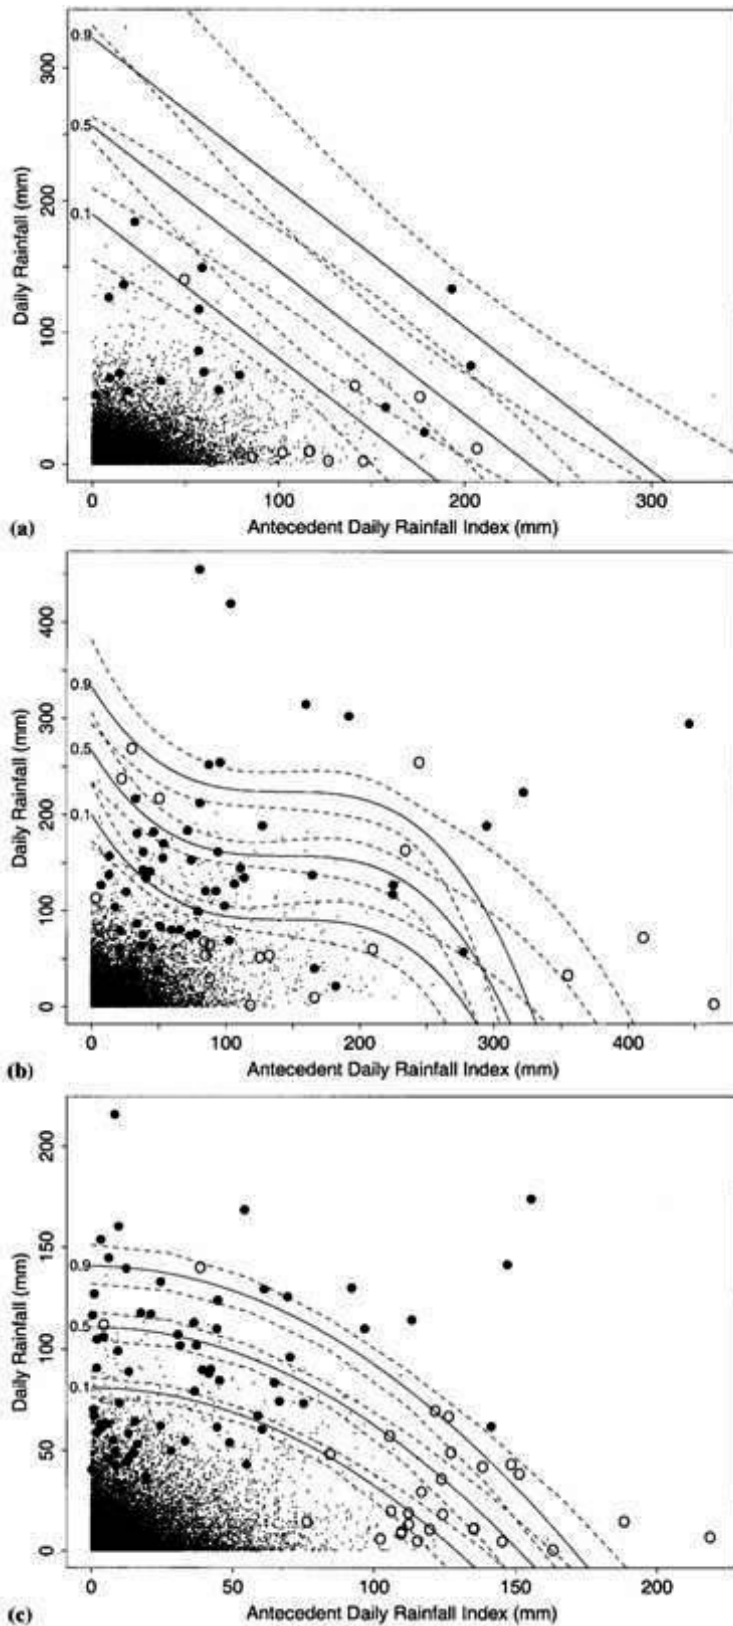 300
200
100
0
Daily Rainfall (mm)
0.9
0.5
0.1
0 100 200 300
(a) Antecedent Daily Rainfall Index (mm)
400
300
200
100
0
Daily Rainfall (mm)
0.9
0.5
0.1
0 100 200 300 400
(b) Antecedent Daily Rainfall Index (mm)
200
150
100
50
0
Daily Rainfall (mm)
0.9
0.5
0.1
0 50 100 150 200
(c) Antecedent Daily Rainfall Index (mm)